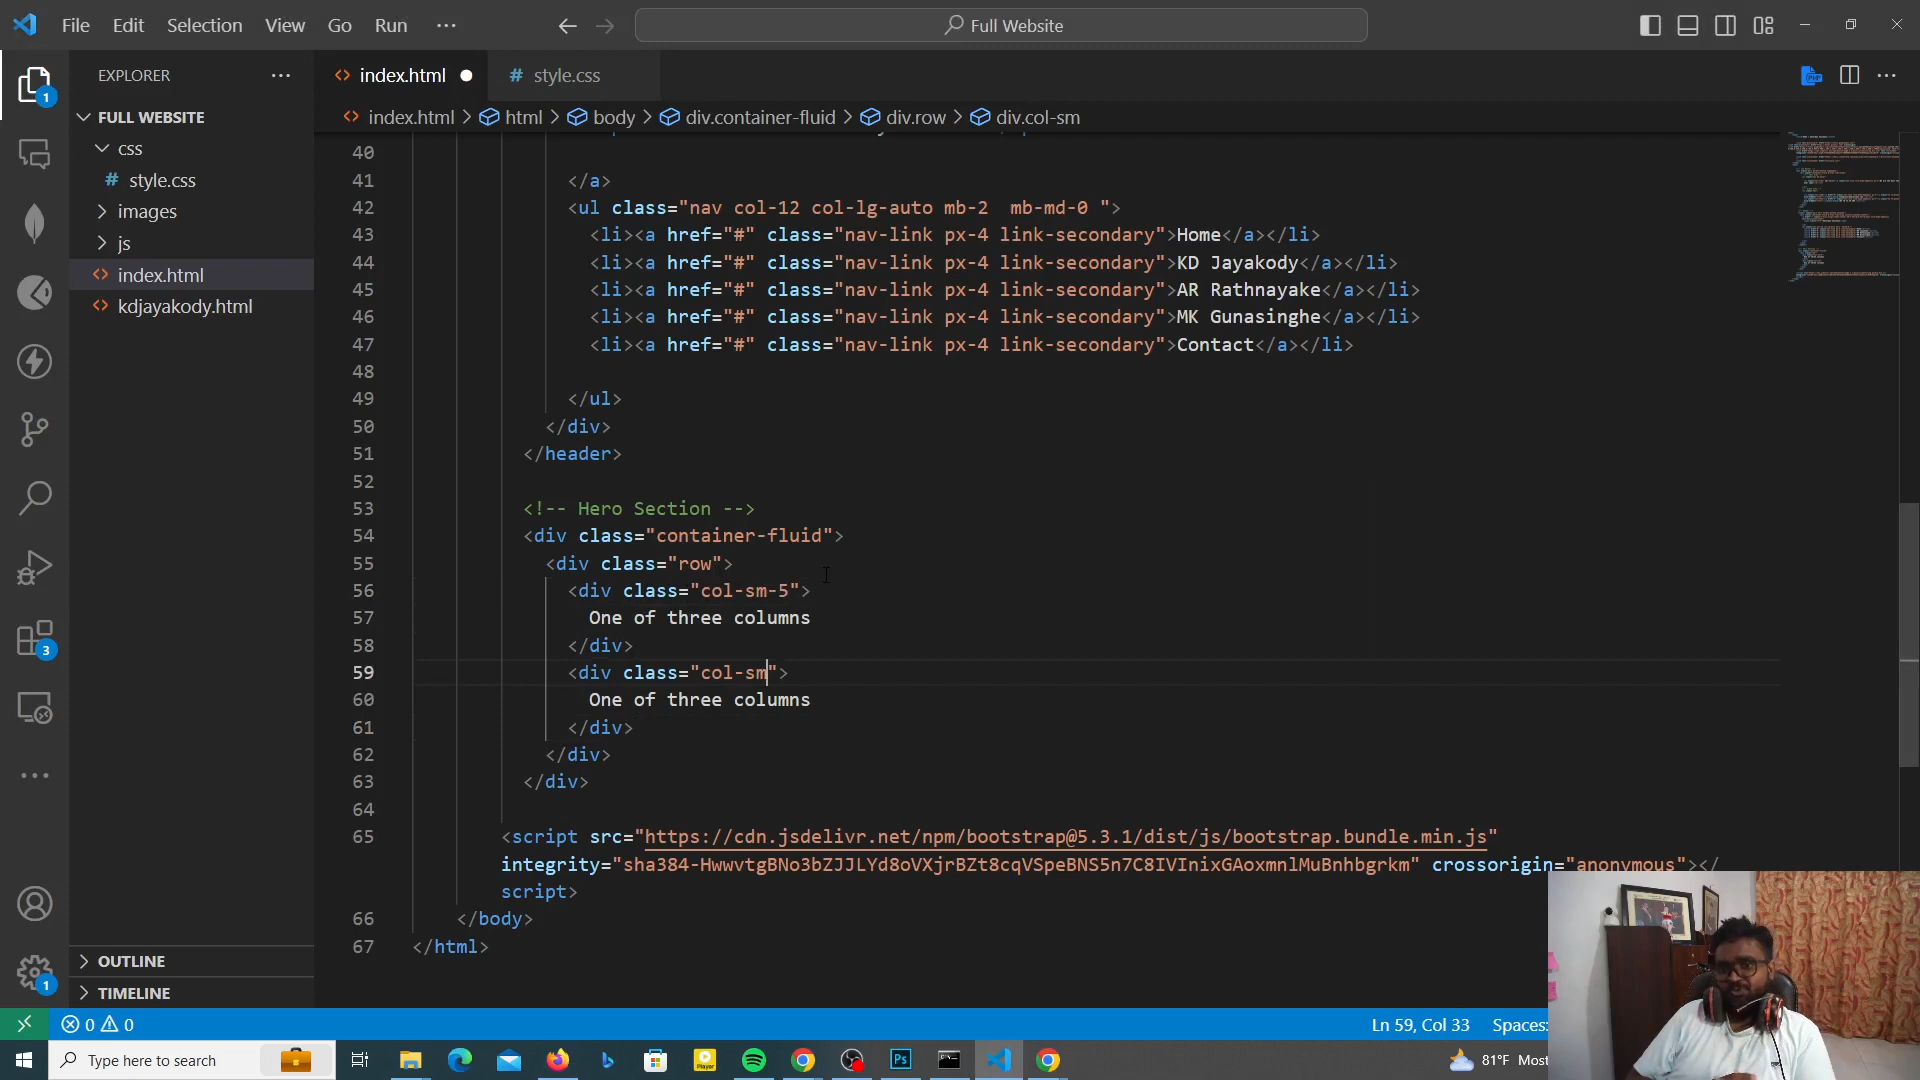 File Edit Selection View Go Run ··· Full Website
EXPLORER ···
index.html
style.css
index.html > html > body > div.container-fluid > div.row > div.col-sm
FULL WEBSITE
css
style.css
images
js
index.html
kdjayakody.html
40
41 </a>
42 <ul class="nav col-12 col-lg-auto mb-2  mb-md-0 ">
43 <li><a href="#" class="nav-link px-4 link-secondary">Home</a></li>
44 <li><a href="#" class="nav-link px-4 link-secondary">KD Jayakody</a></li>
45 <li><a href="#" class="nav-link px-4 link-secondary">AR Rathnayake</a></li>
46 <li><a href="#" class="nav-link px-4 link-secondary">MK Gunasinghe</a></li>
47 <li><a href="#" class="nav-link px-4 link-secondary">Contact</a></li>
48
49 </ul>
50 </div>
51 </header>
52
53 <!-- Hero Section -->
54 <div class="container-fluid">
55 <div class="row">
56 <div class="col-sm-5">
57 One of three columns
58 </div>
59 <div class="col-sm">
60 One of three columns
61 </div>
62 </div>
63 </div>
64
65 <script src="https://cdn.jsdelivr.net/npm/bootstrap@5.3.1/dist/js/bootstrap.bundle.min.js"
integrity="sha384-HwwvtgBNo3bZJJLYd8oVXjrBZt8cqVSpeBNS5n7C8IVInixGAoxmnlMuBnhbgrkm" crossorigin="anonymous"></
script>
66 </body>
67 </html>
1
3
1
OUTLINE
TIMELINE
0 0
Ln 59, Col 33 Spaces:
Type here to search
Player
Ps
81°F Most